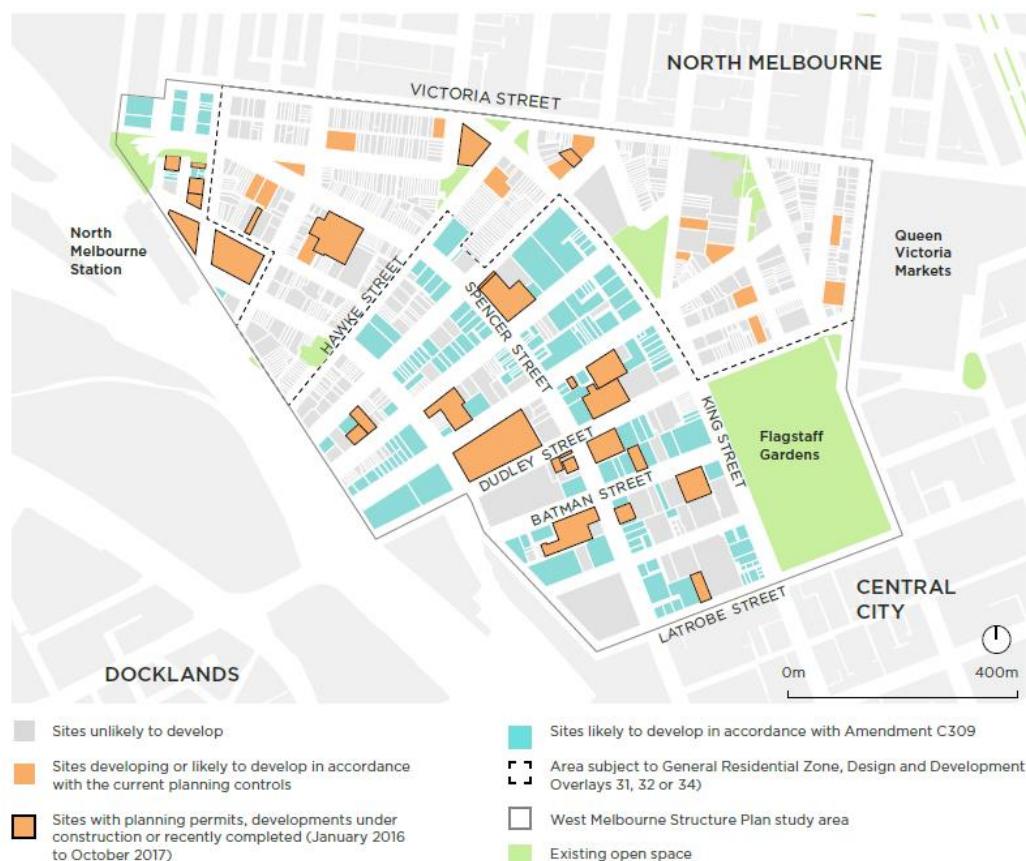 NORTH MELBOURNE
VICTORIA STREET
North
Melbourne
Station
Queen
Victoria
Markets
HAWKE STREET
SPENCER STREET
KING STREET
Flagstaff
Gardens
DUDLEY STREET
BATMAN STREET
LATROBE STREET
CENTRAL
CITY
DOCKLANDS
0m
400m
Sites unlikely to develop
Sites developing or likely to develop in accordance
with the current planning controls
Sites with planning permits, developments under
construction or recently completed (January 2016
to October 2017)
Sites likely to develop in accordance with Amendment C309
Area subject to General Residential Zone, Design and Development
Overlays 31, 32 or 34)
West Melbourne Structure Plan study area
Existing open space